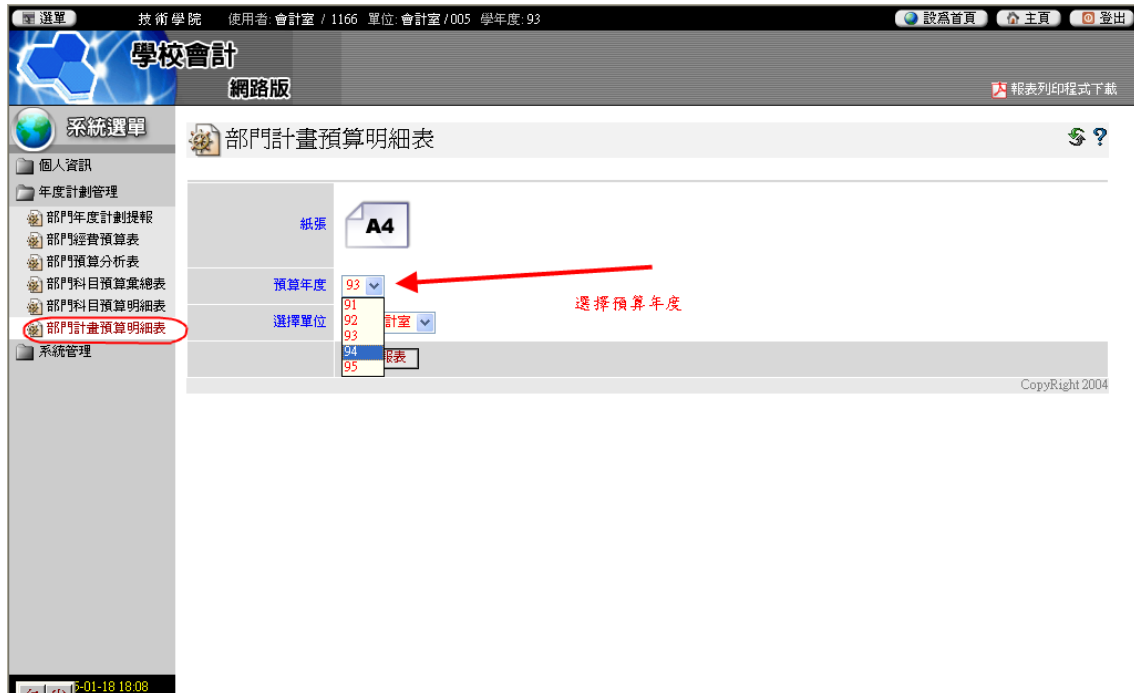 選單 技術學院 使用者: 會計室 / 1166 單位: 會計室 / 005 學年度: 93 設爲首頁 主頁 登出
學校會計
網路版
報表列印程式下載
系統選單
部門計畫預算明細表 ?
個人資訊
年度計劃管理
部門年度計劃提報
部門經費預算表
部門預算分析表
部門科目預算彙總表
部門科目預算明細表
部門計畫預算明細表
系統管理
紙張 A4
預算年度 93
選擇預算年度
91
選擇單位 92 計室
93
94 報表
95
CopyRight 2004
5-01-18 18:08